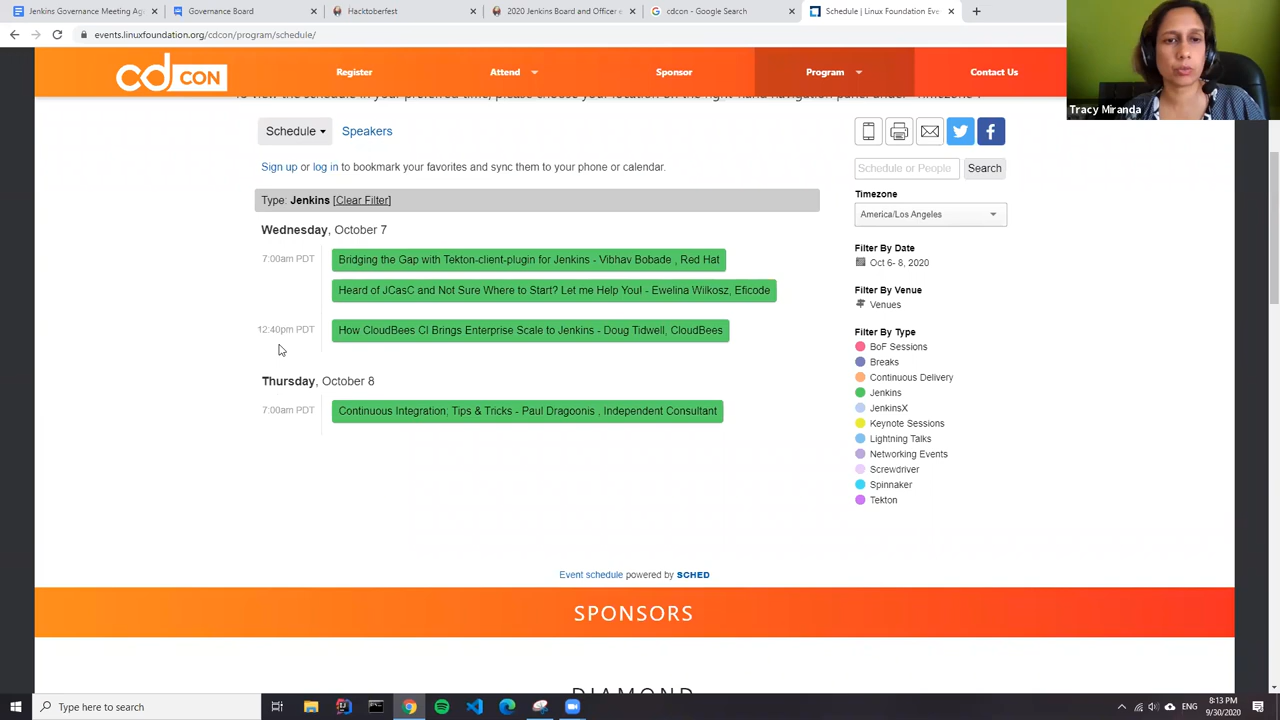 Jenkins Governance Meeting Ag
Governance Board
Hacktoberfest
2020 Jenkins Board and Officer e
cdcon - Google Search
Schedule | Linux Foundation Eve
events.linuxfoundation.org/cdcon/program/schedule/
cd CON
Register
Attend
Sponsor
Program
Contact Us
Tracy Miranda
Schedule
Speakers
Sign up or log in to bookmark your favorites and sync them to your phone or calendar.
Schedule or People
Search
Type: Jenkins [Clear Filter]
Timezone
America/Los Angeles
Wednesday, October 7
7:00am PDT
Bridging the Gap with Tekton-client-plugin for Jenkins - Vibhav Bobade , Red Hat
Heard of JCasC and Not Sure Where to Start? Let me Help You! - Ewelina Wilkosz, Eficode
12:40pm PDT
How CloudBees CI Brings Enterprise Scale to Jenkins - Doug Tidwell, CloudBees
Thursday, October 8
7:00am PDT
Continuous Integration; Tips & Tricks - Paul Dragoonis , Independent Consultant
Filter By Date
Oct 6- 8, 2020
Filter By Venue
Venues
Filter By Type
BoF Sessions
Breaks
Continuous Delivery
Jenkins
JenkinsX
Keynote Sessions
Lightning Talks
Networking Events
Screwdriver
Spinnaker
Tekton
Event schedule powered by SCHED
SPONSORS
DIAMOND
Type here to search
ENG
8:13 PM
9/30/2020